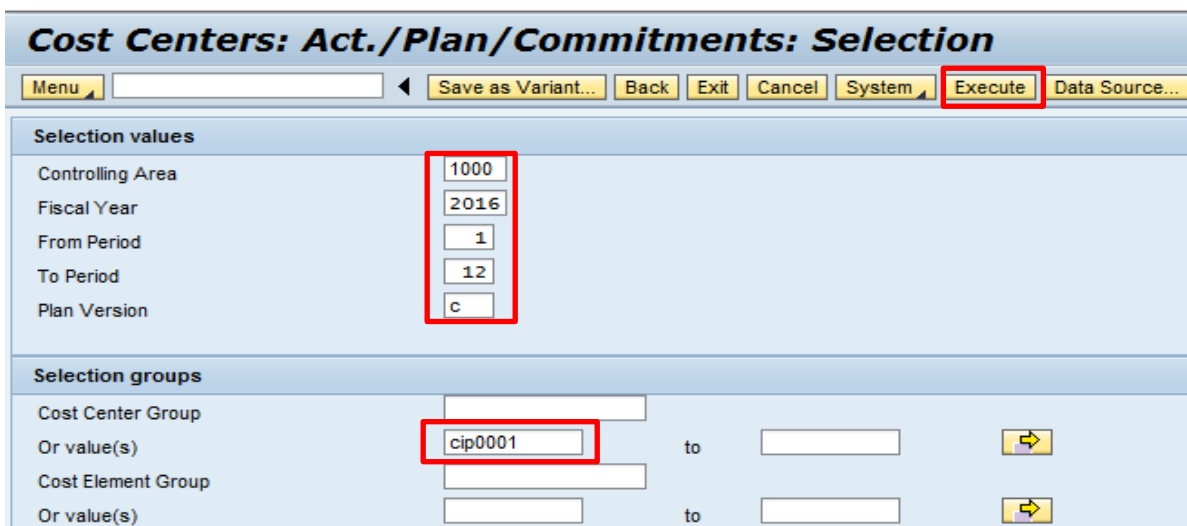 Cost Centers: Act./Plan/Commitments: Selection
Menu Save as Variant... Back Exit Cancel System Execute Data Source...
Selection values
Controlling Area 1000
Fiscal Year 2016
From Period 1
To Period 12
Plan Version c
Selection groups
Cost Center Group
Or value(s) cip0001 to
Cost Element Group
Or value(s) to